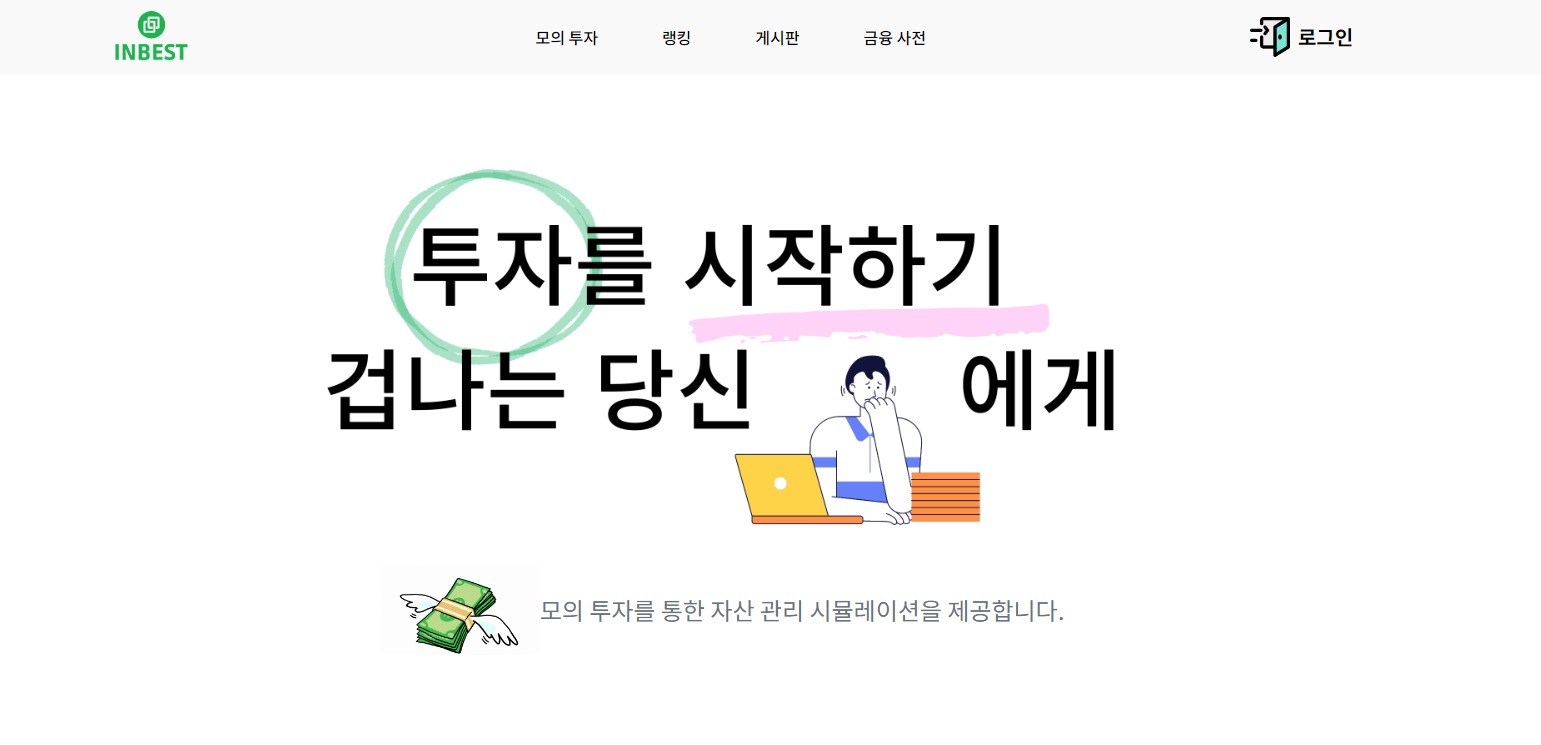 INBEST
모의 투자
랭킹
게시판
금융 사전
로그인
투자를 시작하기
겁나는 당신 에게
모의 투자를 통한 자산 관리 시뮬레이션을 제공합니다.